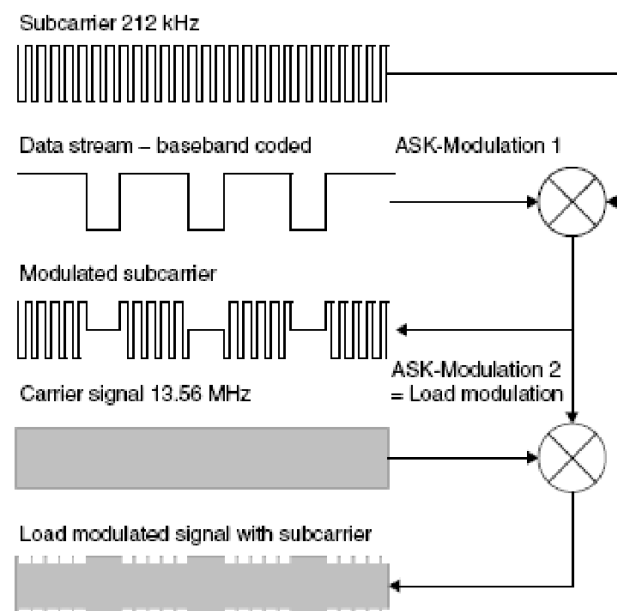 Subcarrier 212 kHz
Data stream – baseband coded
ASK-Modulation 1
Modulated subcarrier
ASK-Modulation 2
= Load modulation
Carrier signal 13.56 MHz
Load modulated signal with subcarrier